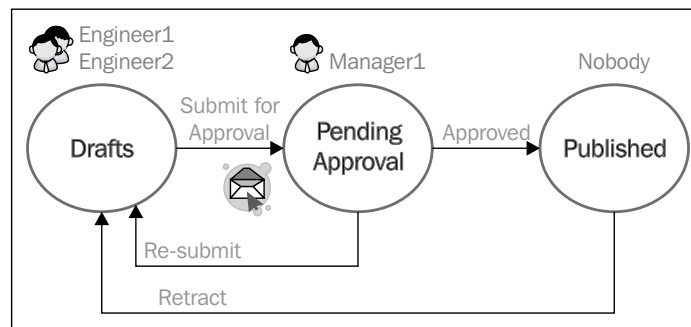 Engineer1
Engineer2
Manager1
Nobody
Submit for
Approval
Drafts
Pending
Approval
Approved
Published
Re-submit
Retract